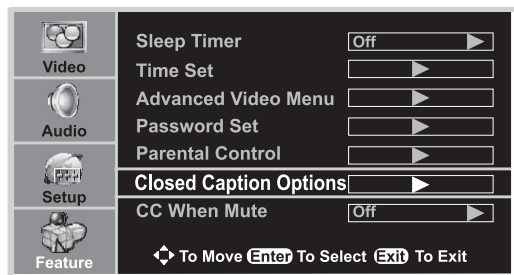 Video
Audio
Setup
Feature
Sleep Timer Off
Time Set
Advanced Video Menu
Password Set
Parental Control
Closed Caption Options
CC When Mute Off
To Move Enter To Select Exit To Exit